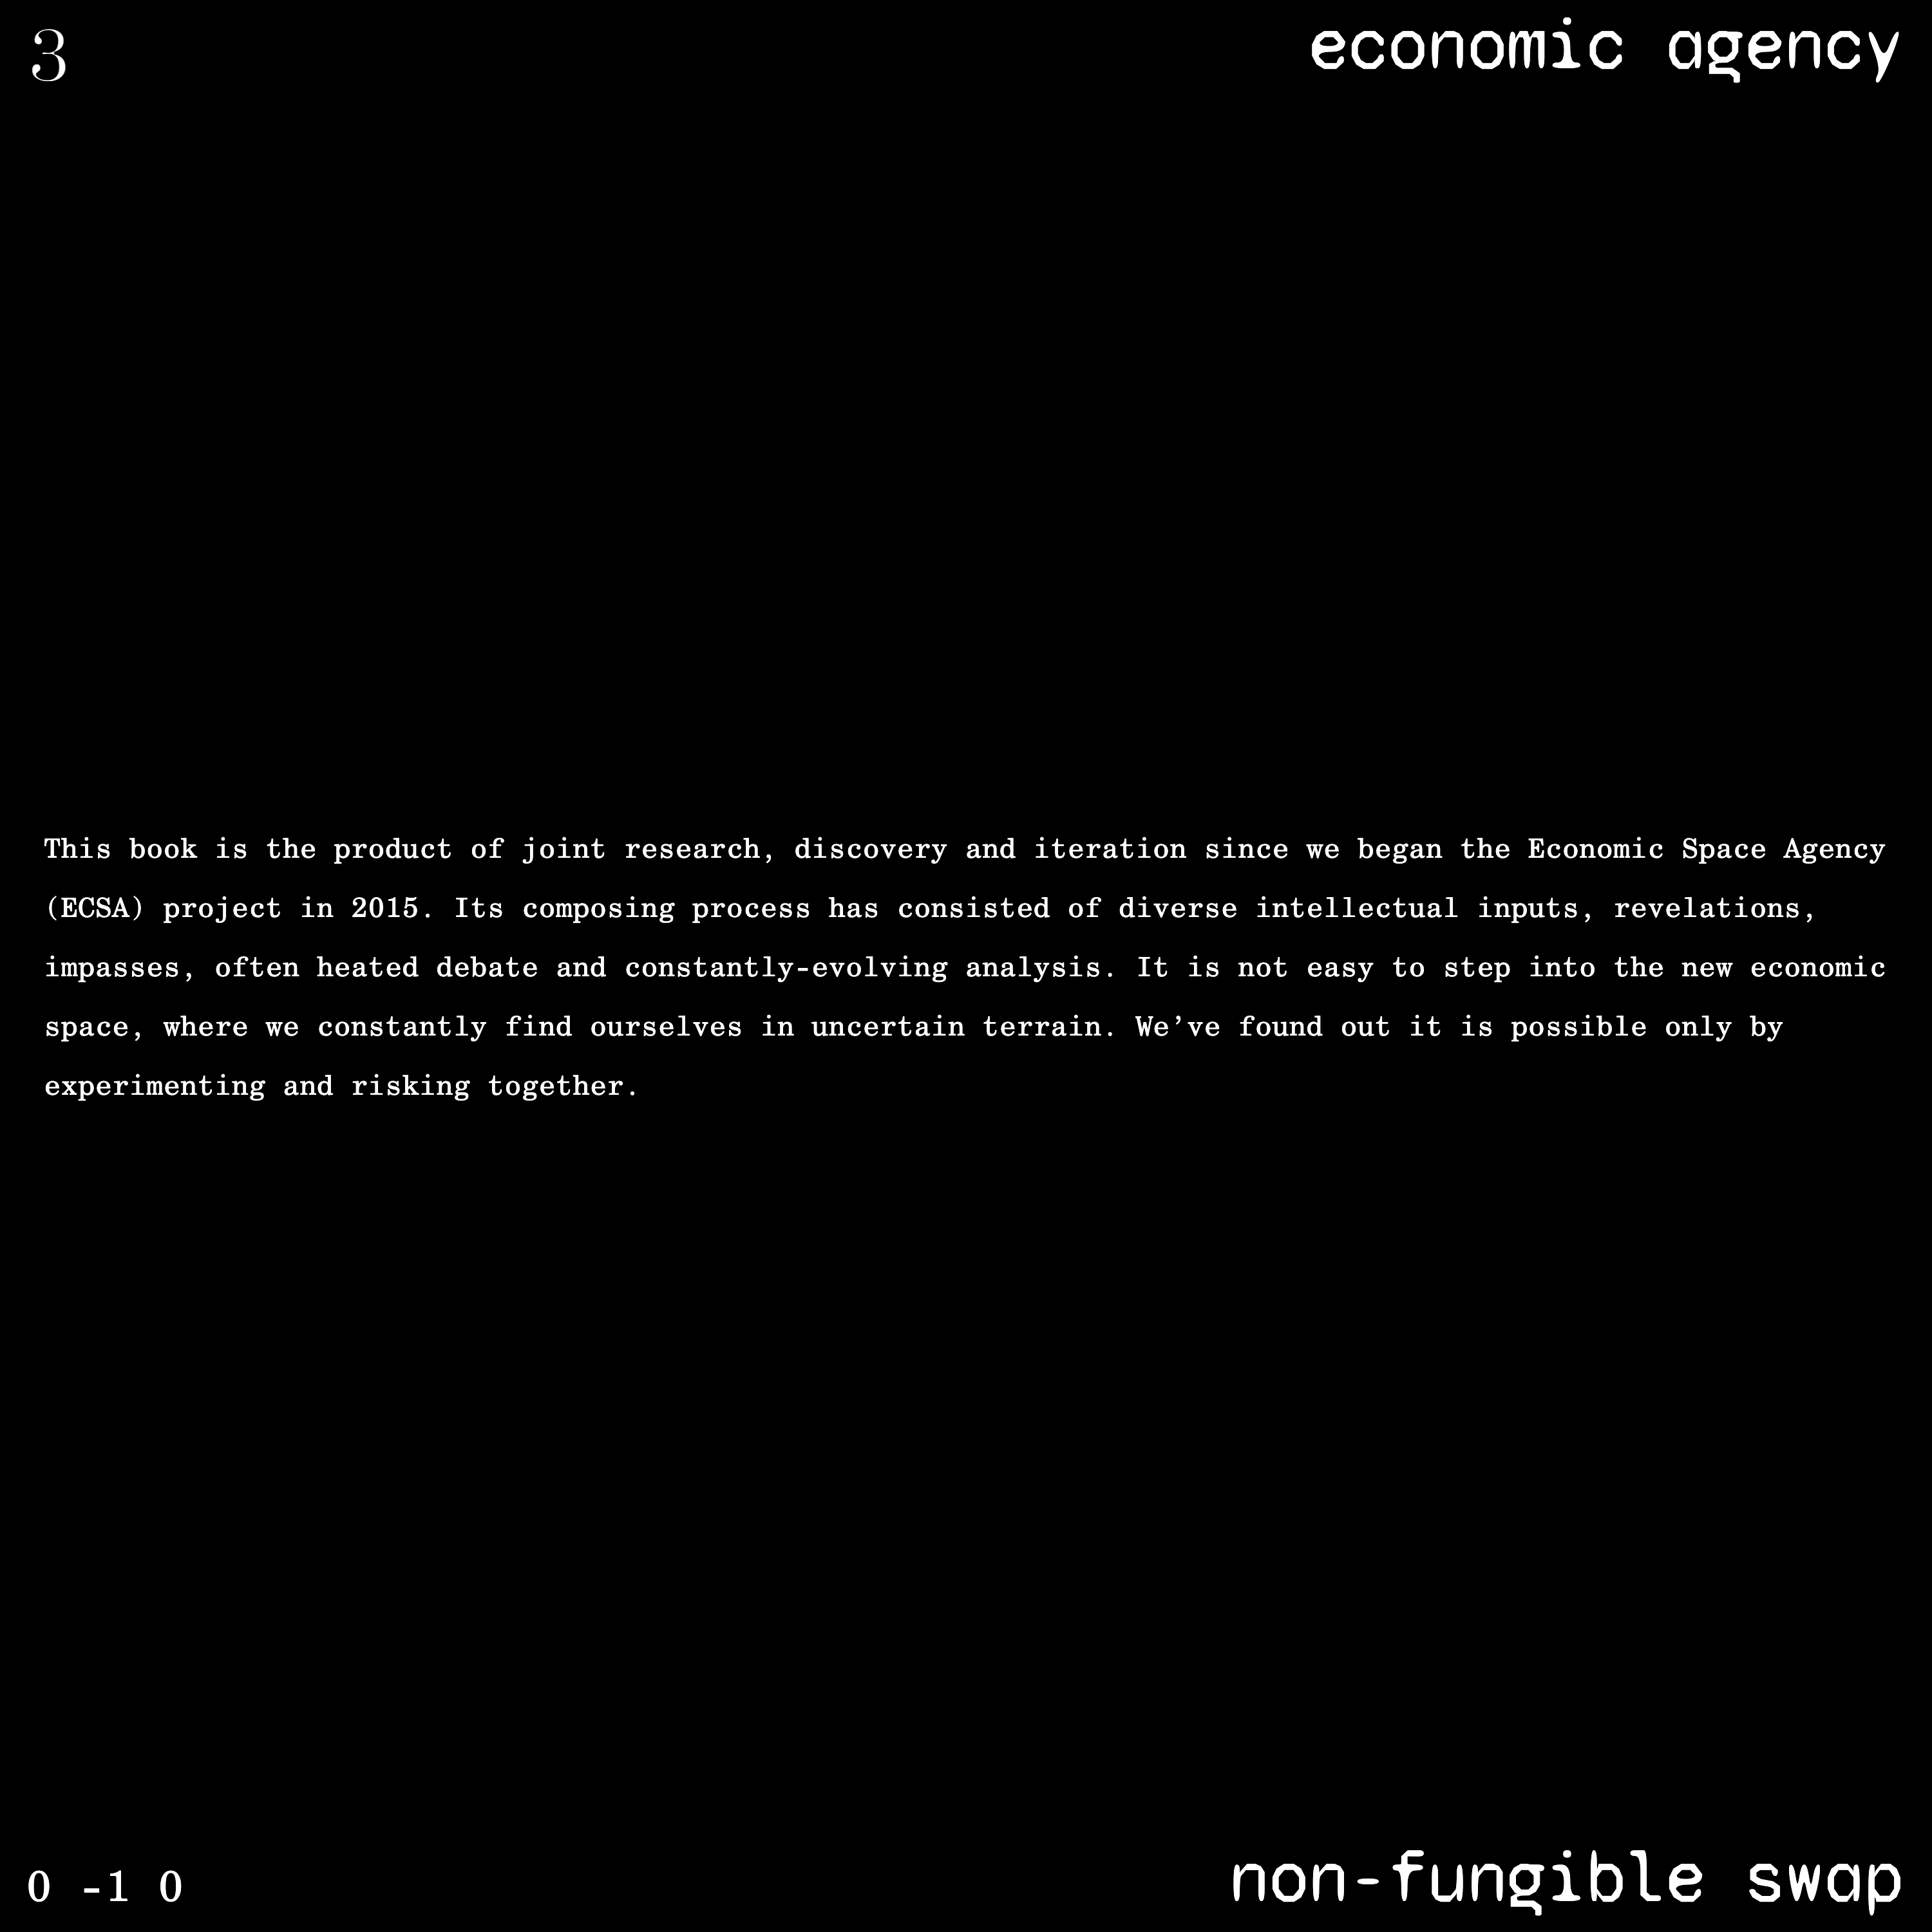 3
economic agency
This book is the product of joint research, discovery and iteration since we began the Economic Space Agency
(ECSA) project in 2015. Its composing process has consisted of diverse intellectual inputs, revelations,
impasses, often heated debate and constantly-evolving analysis. It is not easy to step into the new economic
space, where we constantly find ourselves in uncertain terrain. We’ve found out it is possible only by
experimenting and risking together.
0 -1 0
non-fungible swap